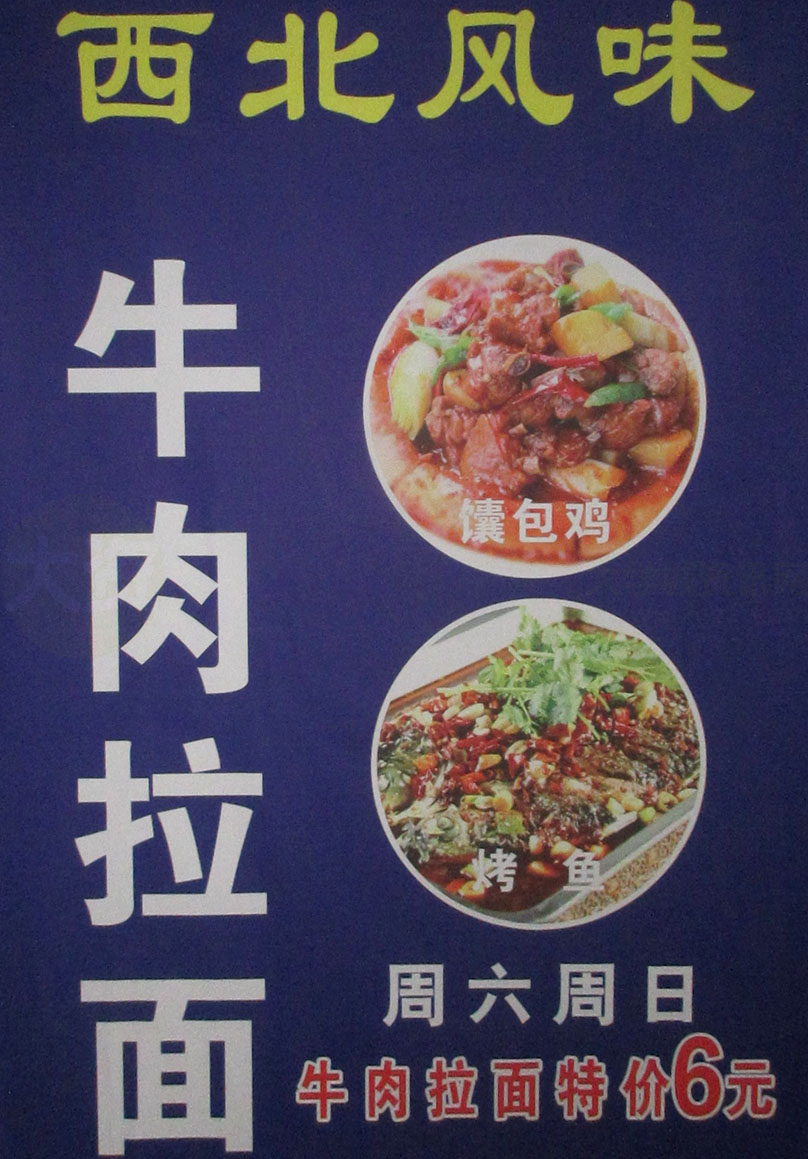 西北风味
牛肉拉面
馕包鸡
烤鱼
周六周日
牛肉拉面特价6元